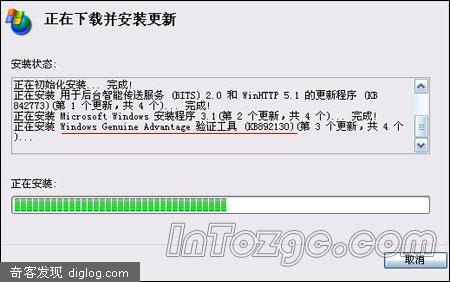 正在下载并安装更新
安装状态:
正在初始化安装... 完成!
正在安装 用于后台智能传送服务 (BITS) 2.0 和 WinHTTP 5.1 的更新程序 (KB
842773)(第 1 个更新,共 4 个)... 完成!
正在安装 Microsoft Windows 安装程序 3.1(第 2 个更新,共 4 个)... 完成!
正在安装 Windows Genuine Advantage 验证工具 (KB892130)(第 3 个更新,共 4 个
)...
正在安装:
InTozgc.com
取消
奇客发现 diglog.com